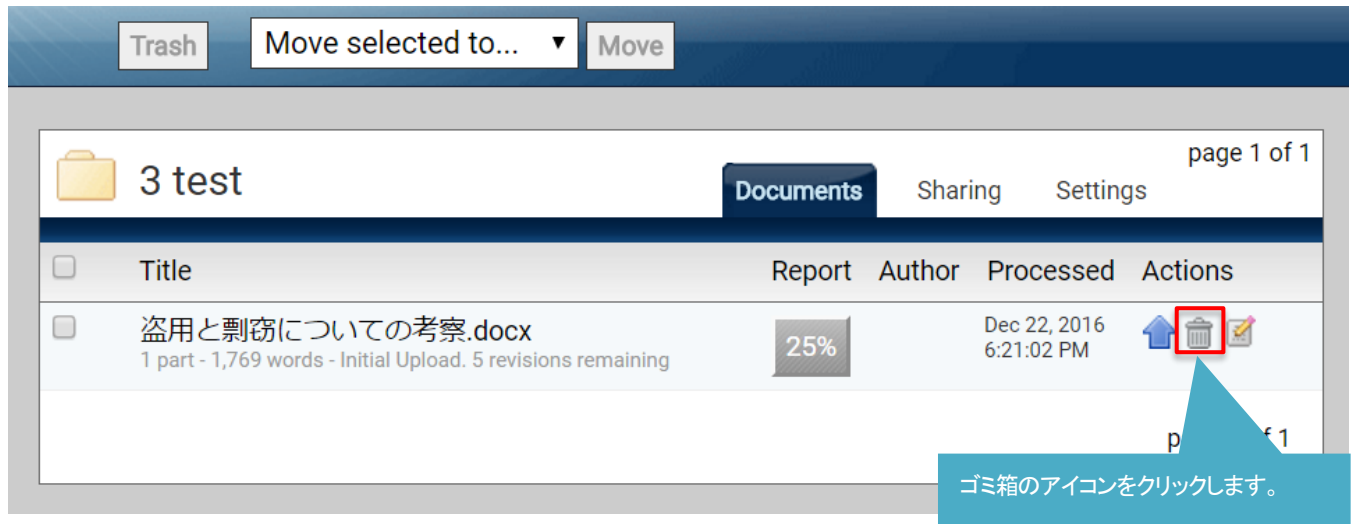 Trash Move selected to... Move
page 1 of 1
3 test
Documents Sharing Settings
Title Report Author Processed Actions
盗用と剽窃についての考察.docx
1 part - 1,769 words - Initial Upload. 5 revisions remaining
25%
Dec 22, 2016
6:21:02 PM
1
ゴミ箱のアイコンをクリックします。